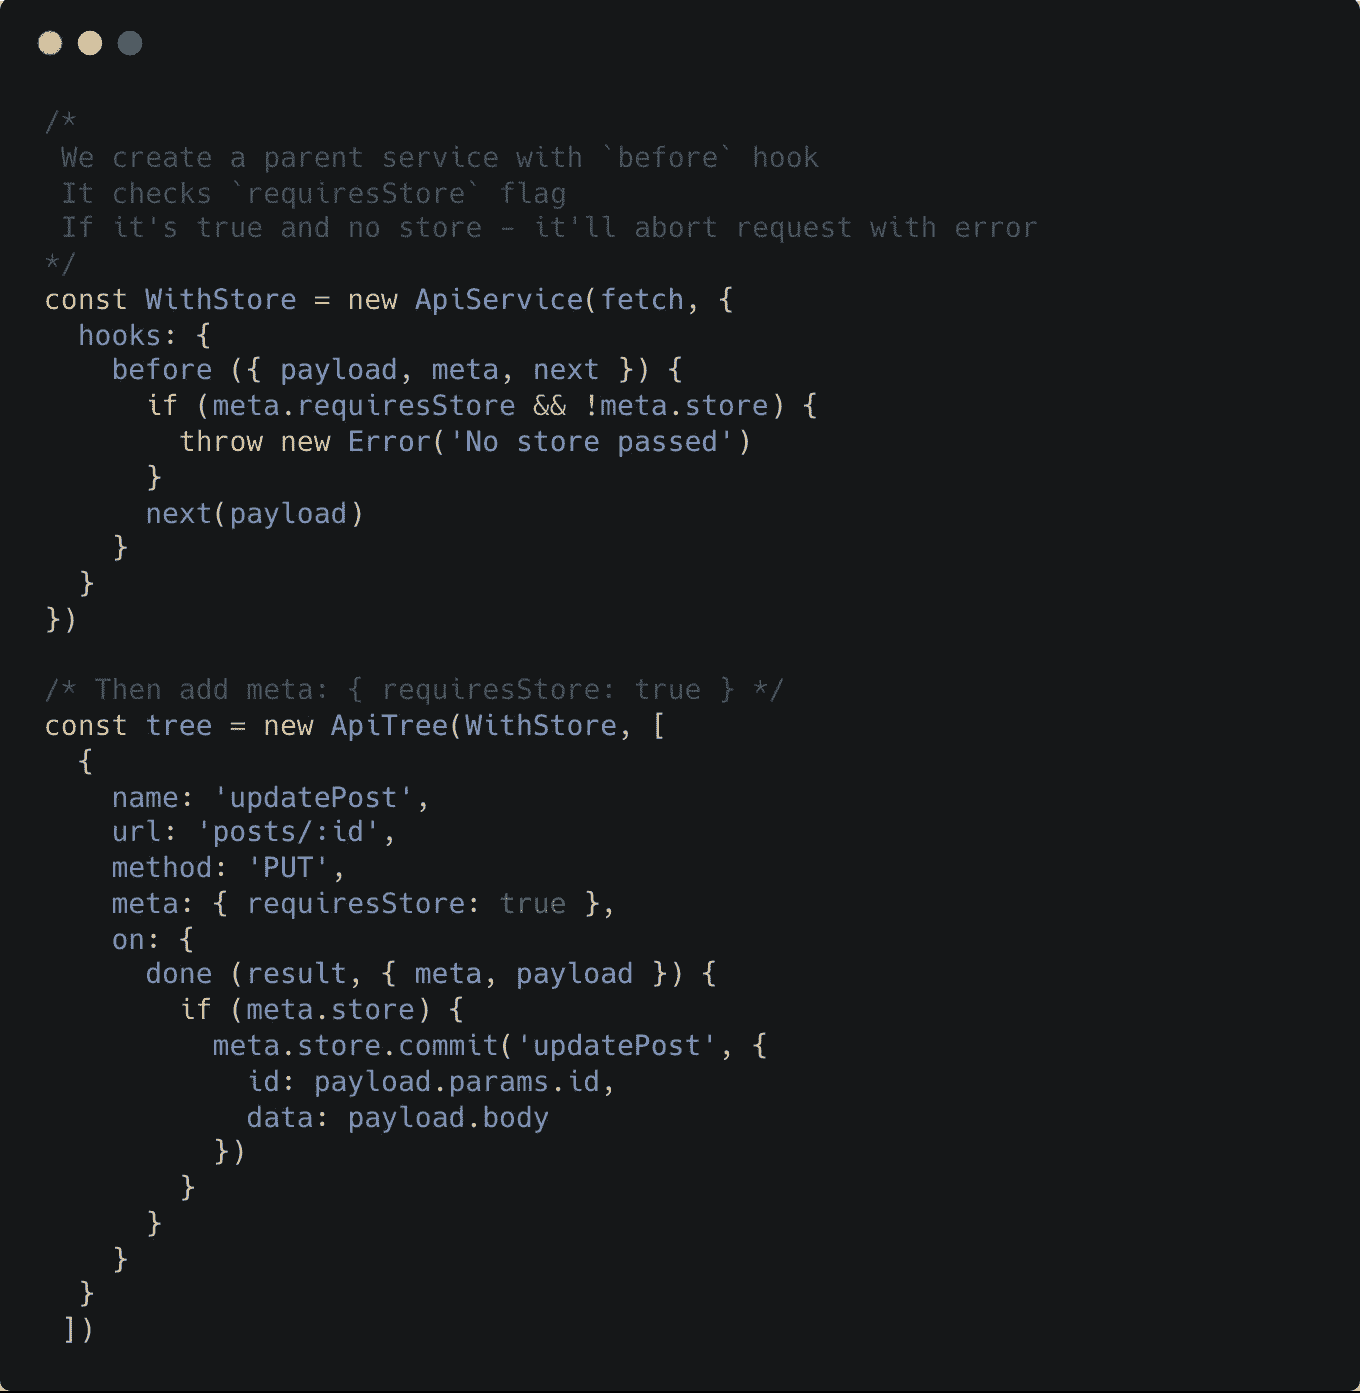 /*
 We create a parent service with `before` hook
 It checks `requiresStore` flag
 If it's true and no store - it'll abort request with error
*/
const WithStore = new ApiService(fetch, {
  hooks: {
    before ({ payload, meta, next }) {
      if (meta.requiresStore && !meta.store) {
        throw new Error('No store passed')
      }
      next(payload)
    }
  }
})

/* Then add meta: { requiresStore: true } */
const tree = new ApiTree(WithStore, [
  {
    name: 'updatePost',
    url: 'posts/:id',
    method: 'PUT',
    meta: { requiresStore: true },
    on: {
      done (result, { meta, payload }) {
        if (meta.store) {
          meta.store.commit('updatePost', {
            id: payload.params.id,
            data: payload.body
          })
        }
      }
    }
  }
 ])